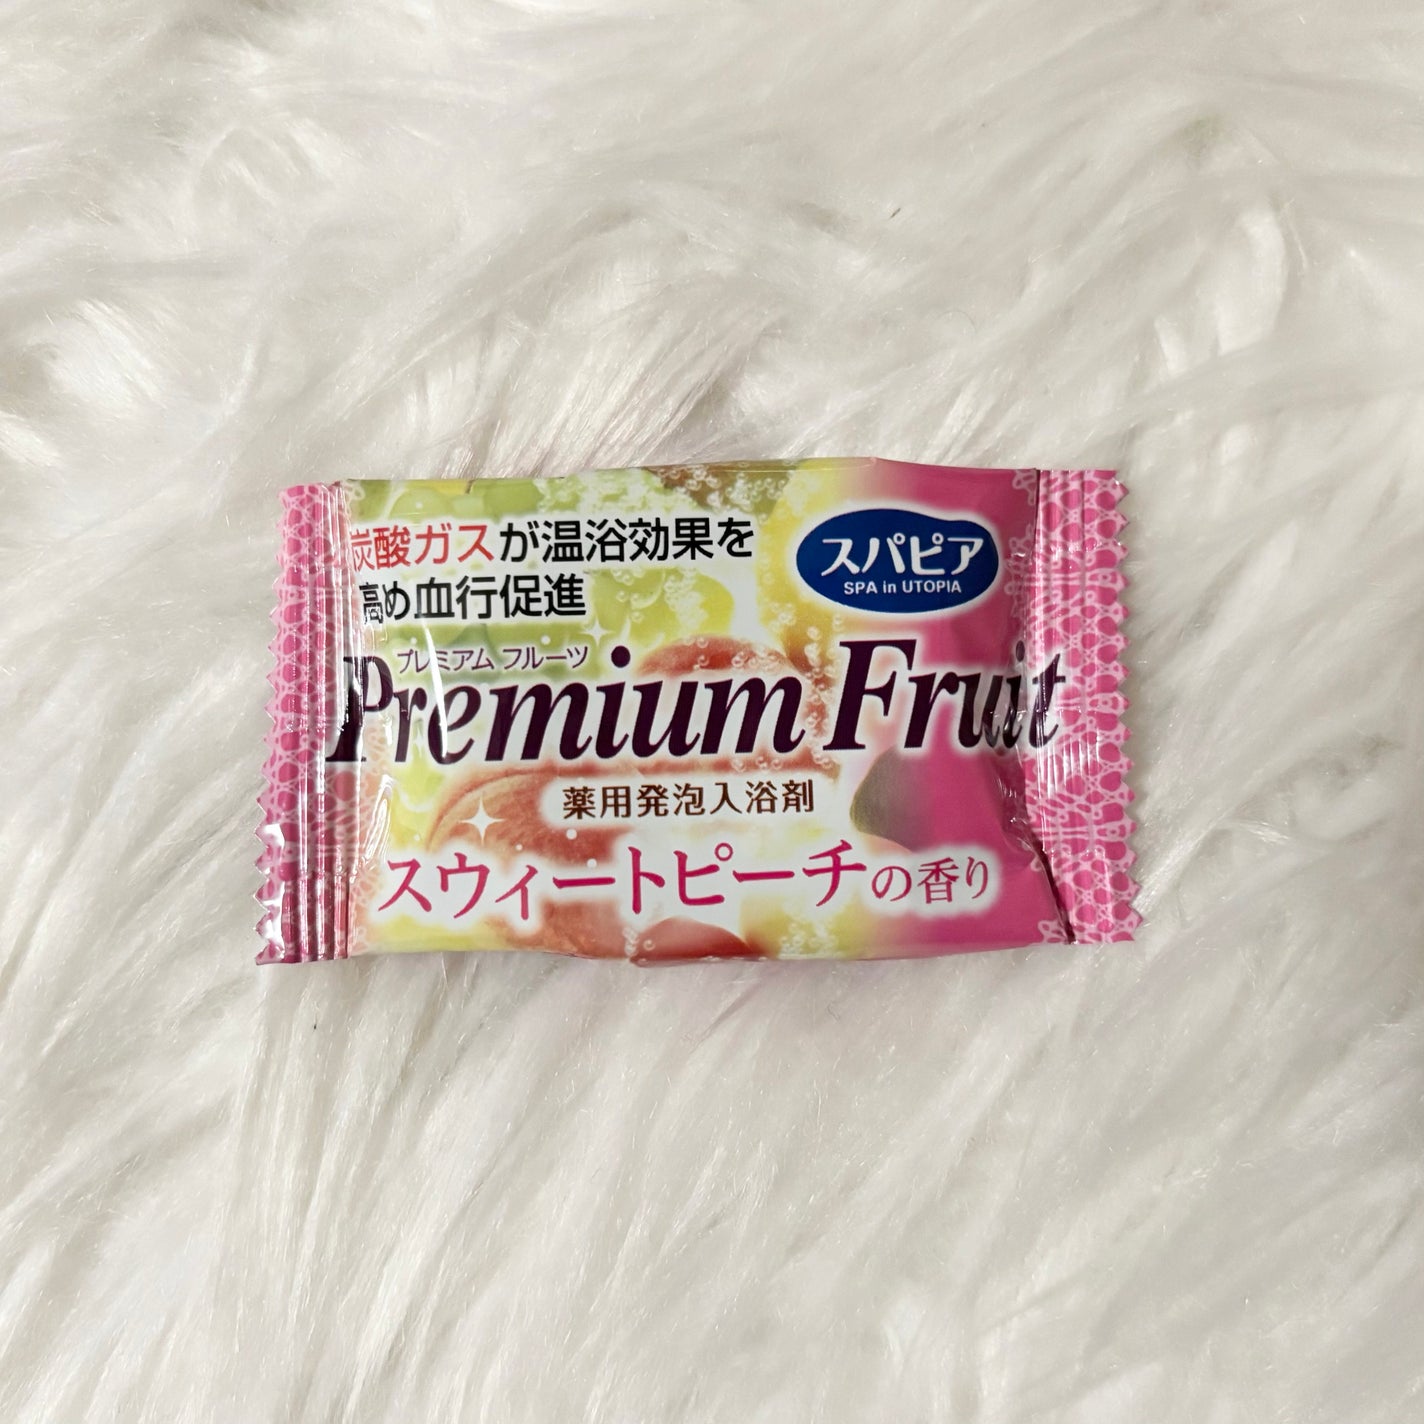 炭酸ガスが温浴効果を
高め血行促進
スパピア
SPA in UTOPIA
プレミアム フルーツ
Premium Fruit
薬用発泡入浴剤
スウィートピーチの香り